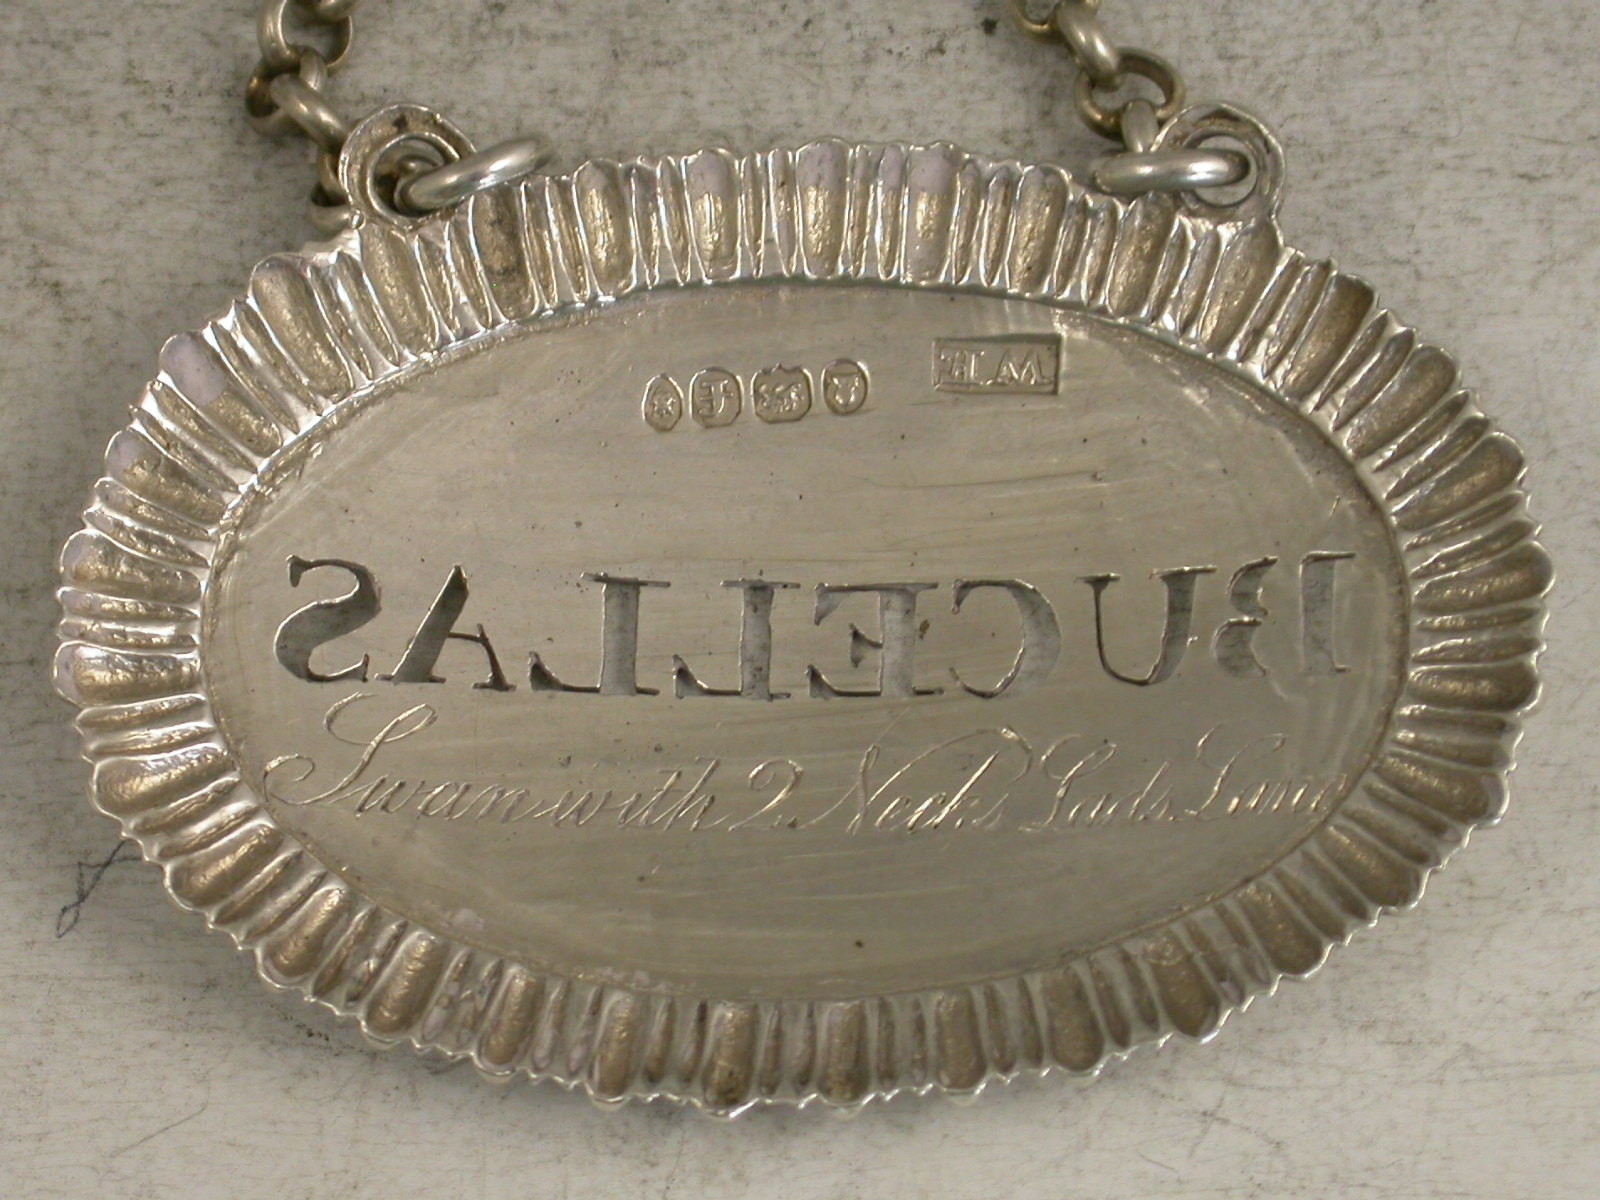 BUCELLAS
Swan with 2 Necks Lads Lane